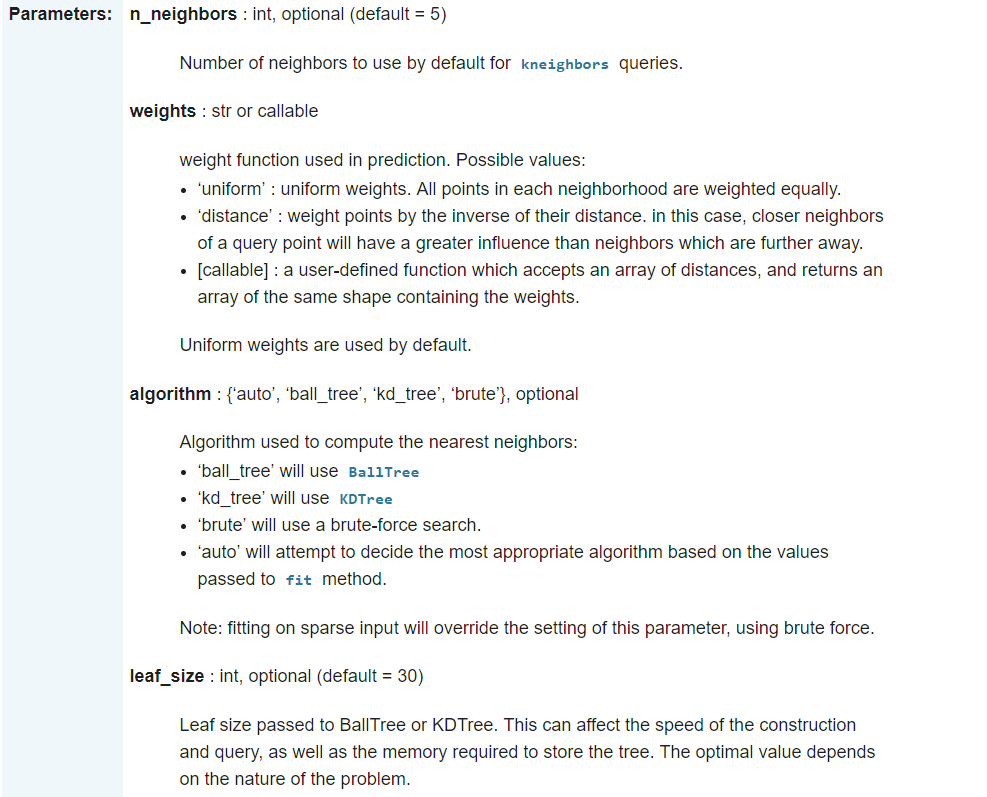 Parameters: n_neighbors : int, optional (default = 5)
Number of neighbors to use by default for kneighbors queries.
weights : str or callable
weight function used in prediction. Possible values:
• ‘uniform’ : uniform weights. All points in each neighborhood are weighted equally.
• ‘distance’ : weight points by the inverse of their distance. in this case, closer neighbors
of a query point will have a greater influence than neighbors which are further away.
• [callable] : a user-defined function which accepts an array of distances, and returns an
array of the same shape containing the weights.
Uniform weights are used by default.
algorithm : {‘auto’, ‘ball_tree’, ‘kd_tree’, ‘brute’}, optional
Algorithm used to compute the nearest neighbors:
• ‘ball_tree’ will use BallTree
• ‘kd_tree’ will use KDTree
• ‘brute’ will use a brute-force search.
• ‘auto’ will attempt to decide the most appropriate algorithm based on the values
passed to fit method.
Note: fitting on sparse input will override the setting of this parameter, using brute force.
leaf_size : int, optional (default = 30)
Leaf size passed to BallTree or KDTree. This can affect the speed of the construction
and query, as well as the memory required to store the tree. The optimal value depends
on the nature of the problem.